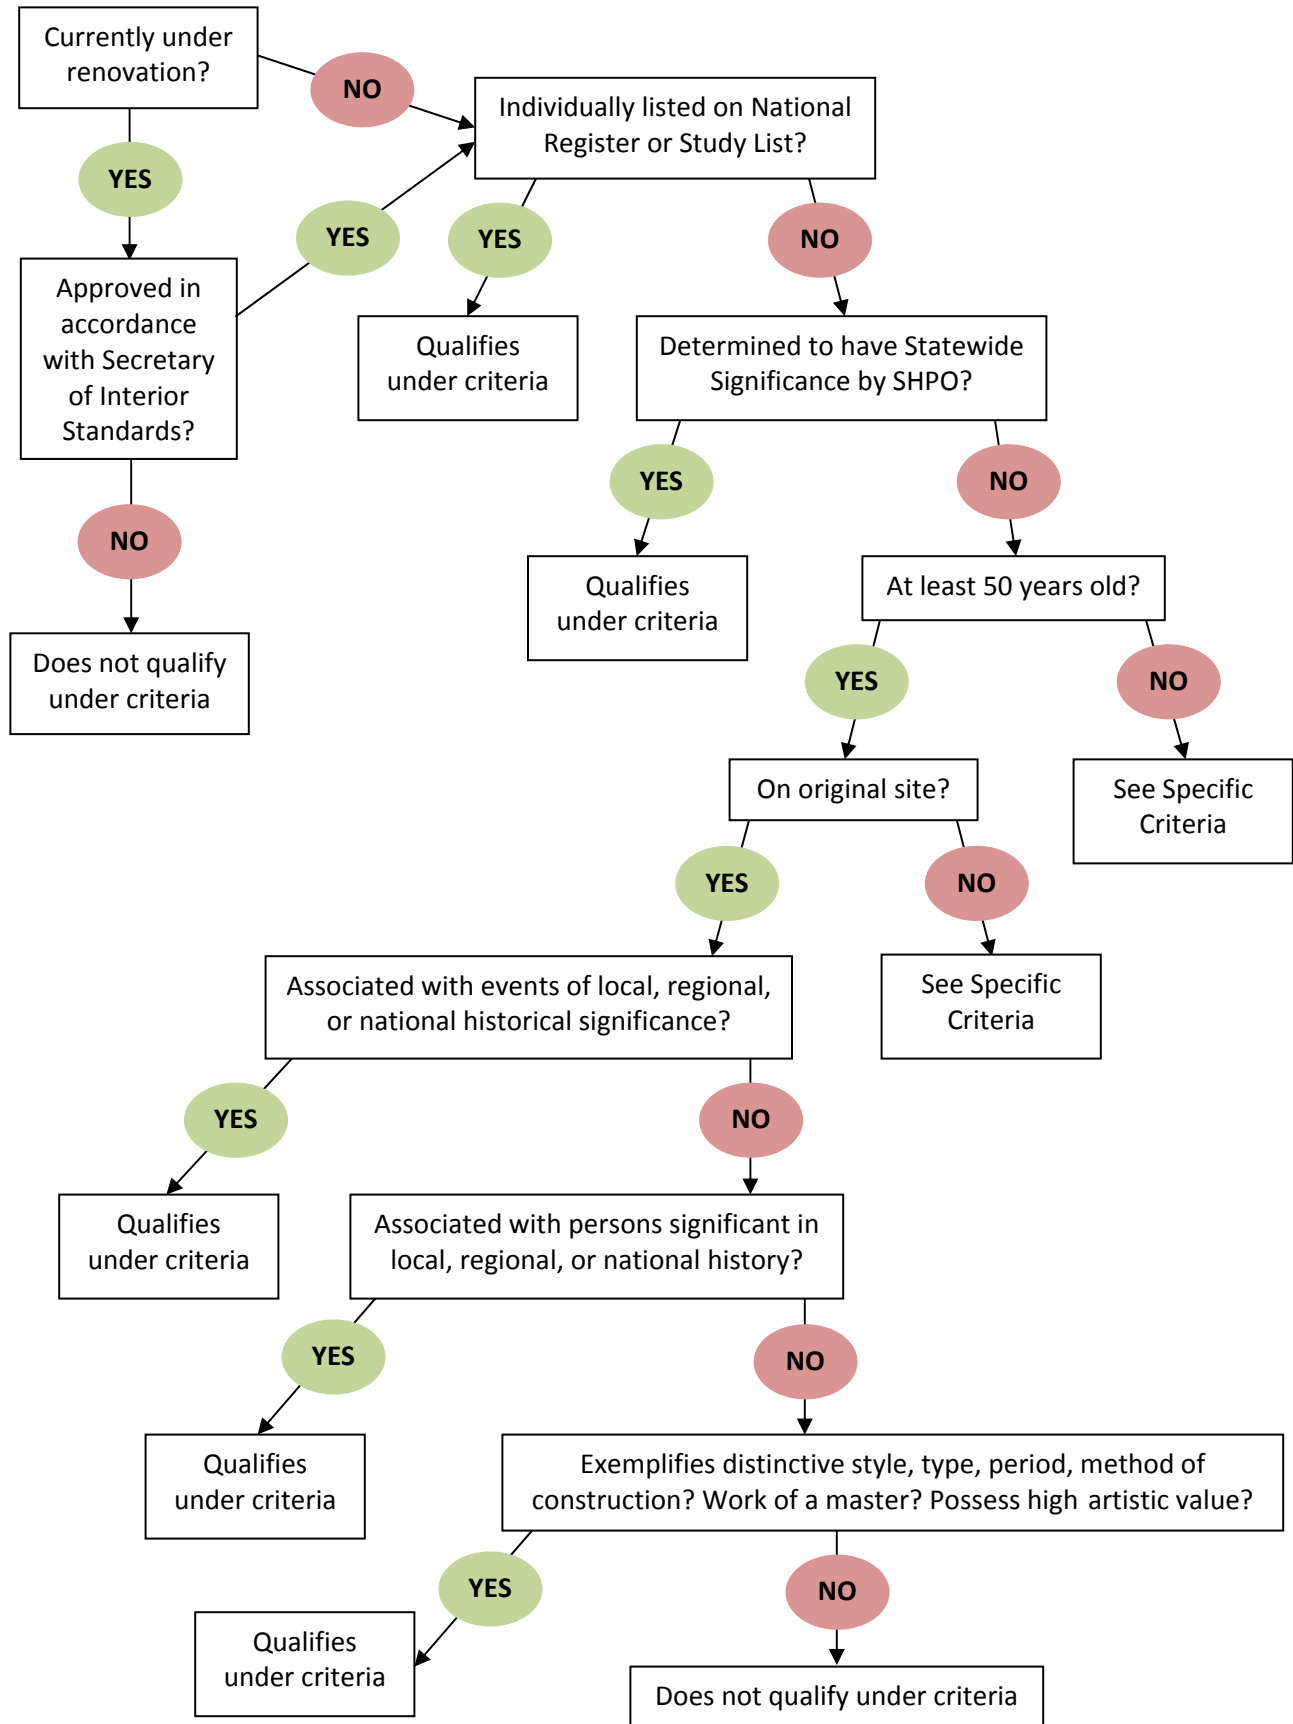 Currently under
renovation?
NO
Individually listed on National
Register or Study List?
YES
YES
YES
NO
Approved in
accordance
with Secretary
of Interior
Standards?
Qualifies
under criteria
Determined to have Statewide
Significance by SHPO?
YES
NO
NO
Qualifies
under criteria
At least 50 years old?
Does not qualify
under criteria
YES
NO
On original site?
See Specific
Criteria
YES
NO
Associated with events of local, regional,
or national historical significance?
See Specific
Criteria
YES
NO
Qualifies
under criteria
Associated with persons significant in
local, regional, or national history?
YES
NO
Qualifies
under criteria
Exemplifies distinctive style, type, period, method of
construction? Work of a master? Possess high artistic value?
YES
NO
Qualifies
under criteria
Does not qualify under criteria